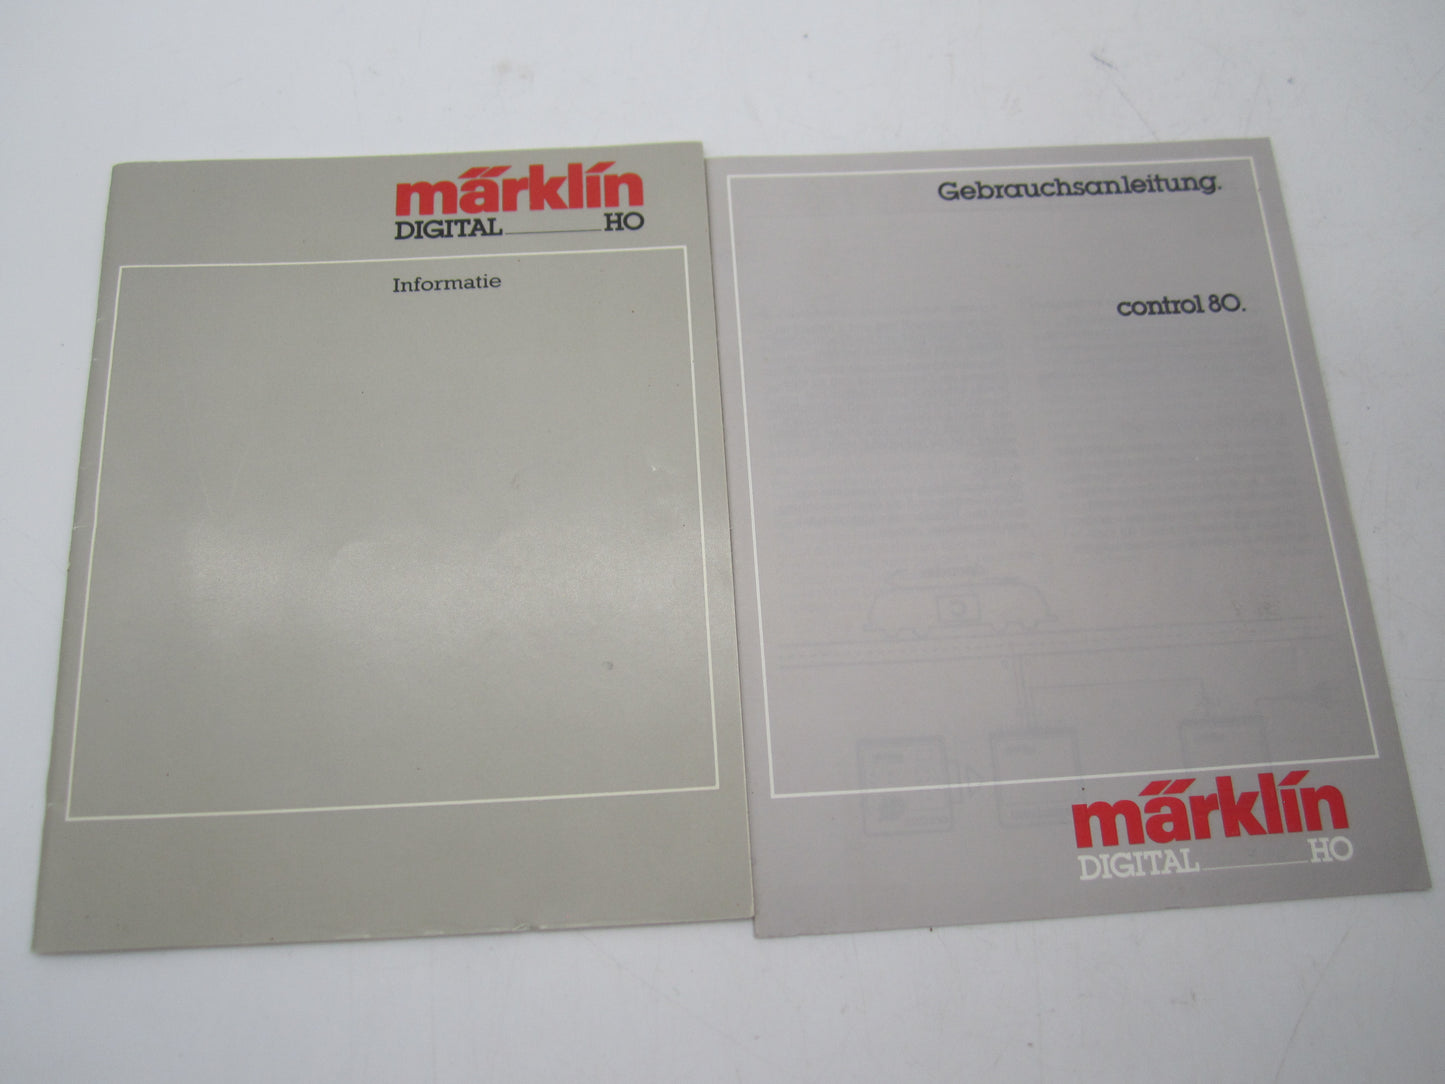 märklin
DIGITAL HO
Informatie
Gebrauchsanleitung.
control 80.
märklin
DIGITAL HO